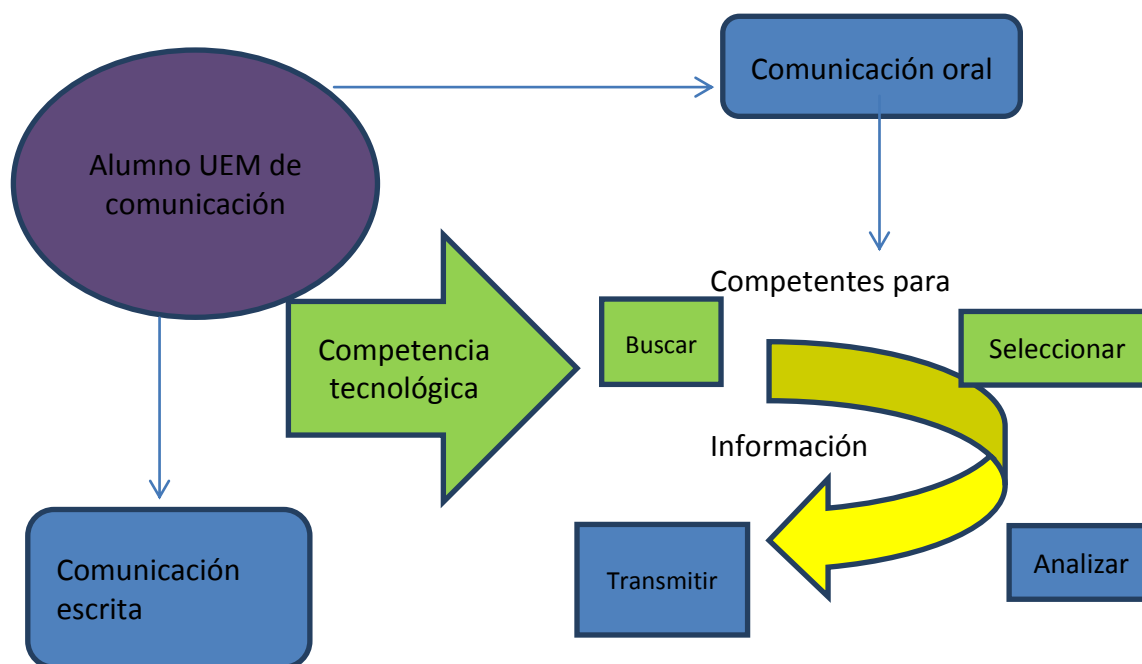 Comunicación oral
Alumno UEM de
comunicación
Competentes para
Buscar
Seleccionar
Competencia
tecnológica
Información
Transmitir
Analizar
Comunicación
escrita